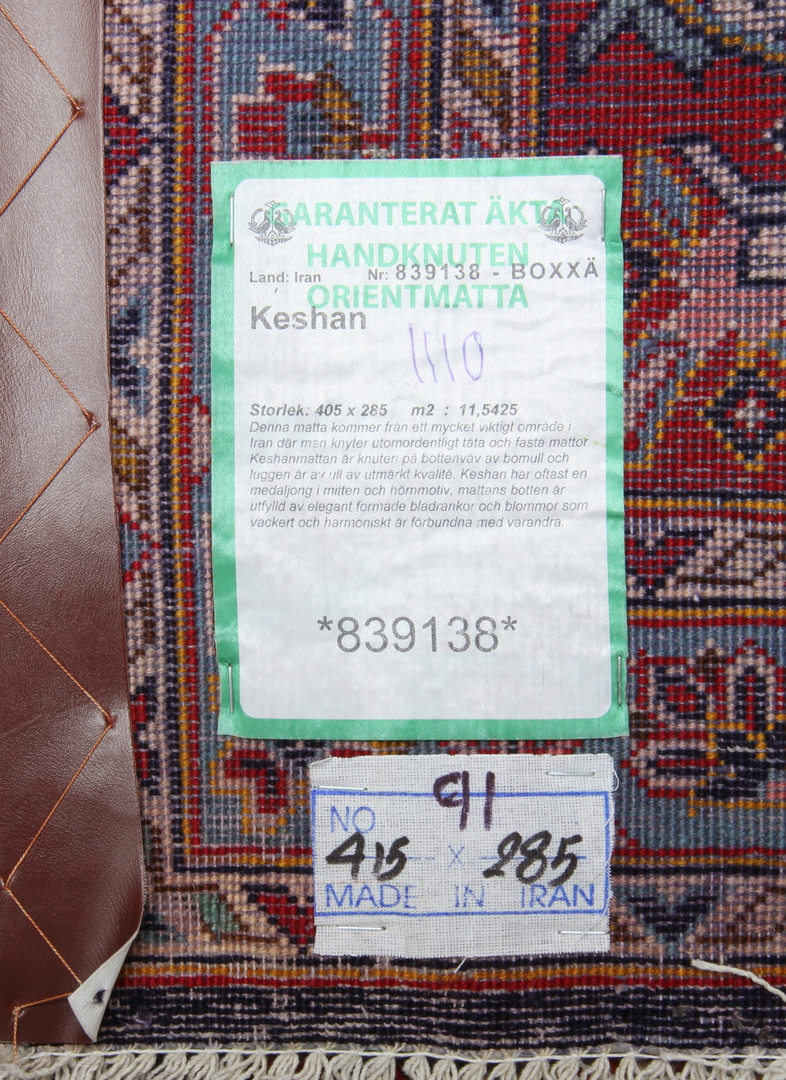 GARANTERAT ÄKTA
HANDKNUTEN
Land: Iran Nr: 839138 - BOXXÄ
ORIENTMATTA
Keshan
1110
Storlek: 405 x 285 m2 : 11,5425
Denna matta kommer från ett mycket viktigt område i
Iran där man knyter utomordentligt täta och fasta mattor.
Keshanmattan är knuten på bottenväv av bomull och
luggen är av ull av utmärkt kvalité. Keshan har oftast en
medaljong i mitten och hörnmotiv, mattans botten är
utfylld av elegant formade bladrankor och blommor som
vackert och harmoniskt är förbundna med varandra.
*839138*
NO
415 x 285
MADE IN IRAN